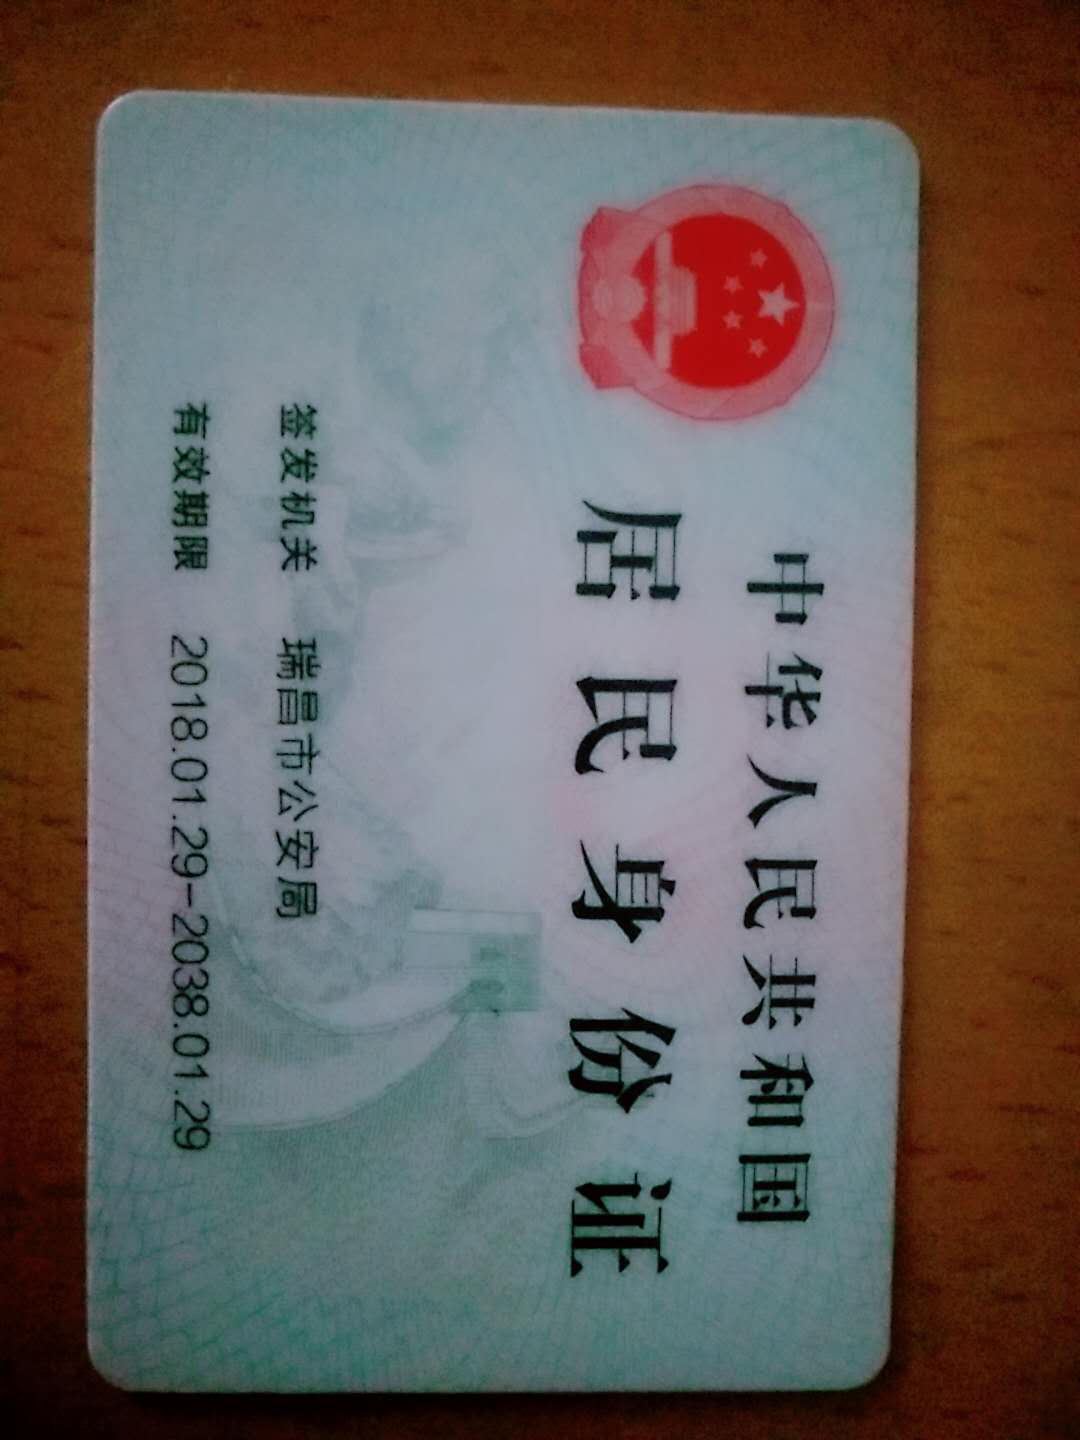 中华人民共和国
居民身份证
签发机关 瑞昌市公安局
有效期限 2018.01.29-2038.01.29